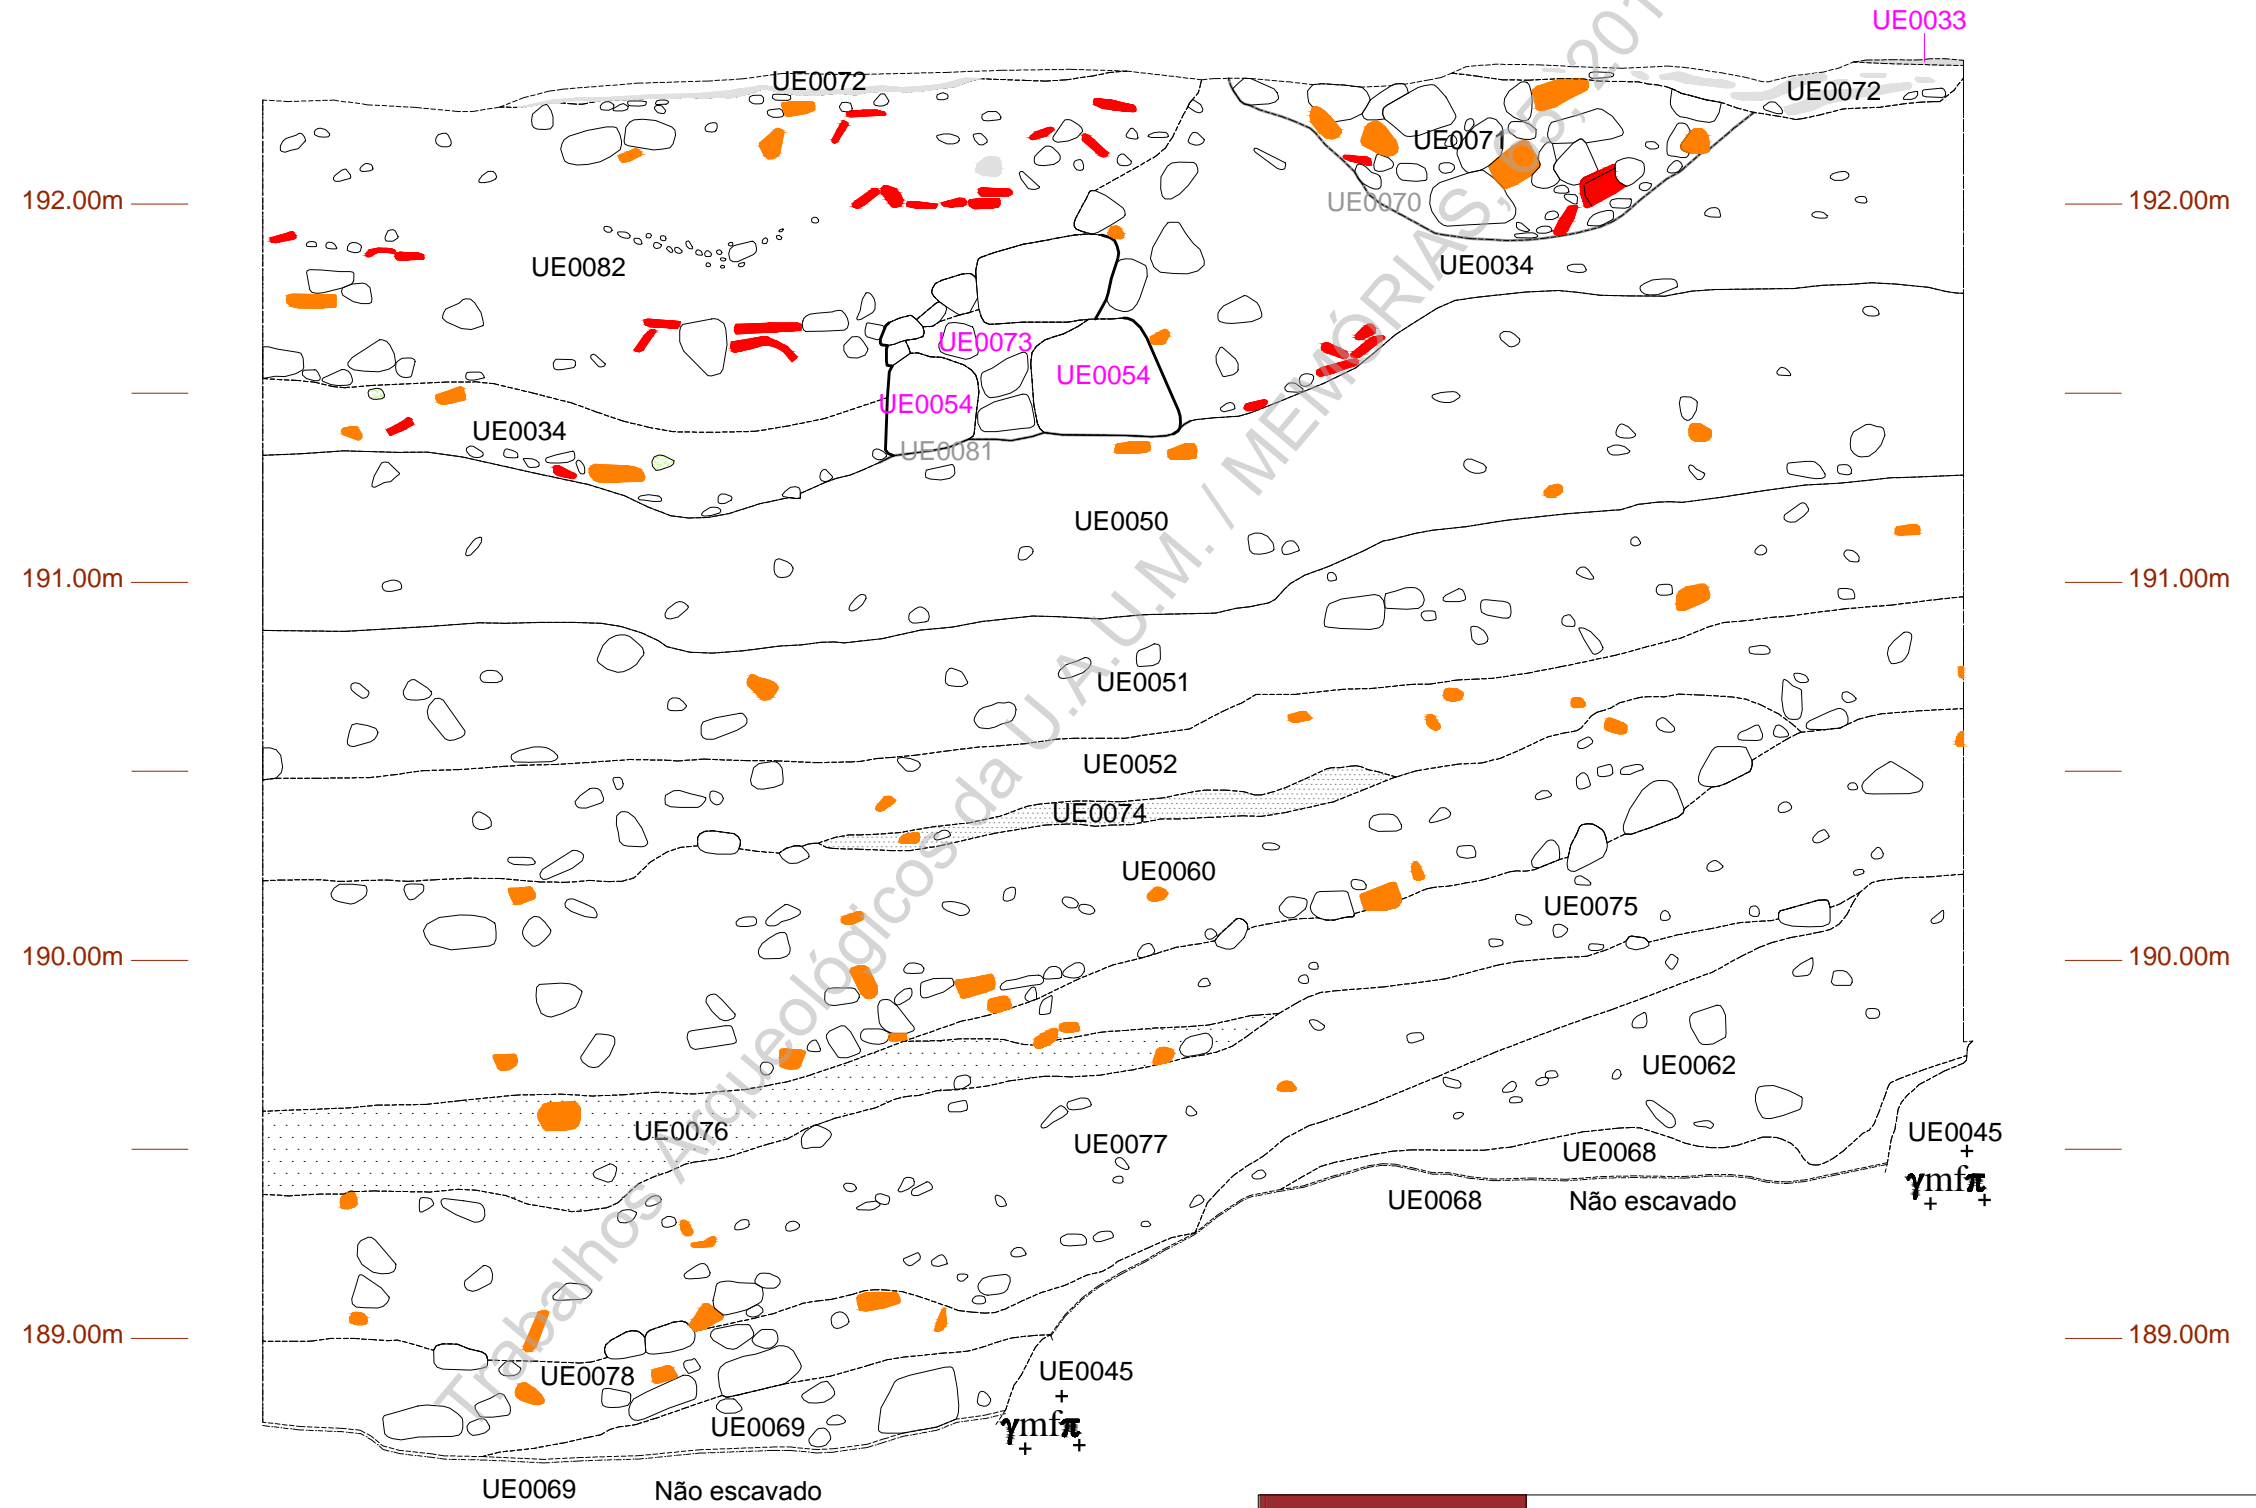 UE0033
UE0072
UE0072
UE0071
192.00m
UE0070
192.00m
UE0082
UE0034
UE0073
UE0054
UE0054
UE0034
UE0081
UE0050
191.00m
191.00m
UE0051
UE0052
UE0074
UE0060
UE0075
190.00m
190.00m
UE0062
UE0076
UE0077
UE0068
UE0045
γmfπ
UE0068 Não escavado
189.00m
189.00m
UE0078
UE0045
UE0069
γmfπ
UE0069 Não escavado
Trabalhos Arqueológicos da U.A.U.M. / MEMÓRIAS, 65, 201